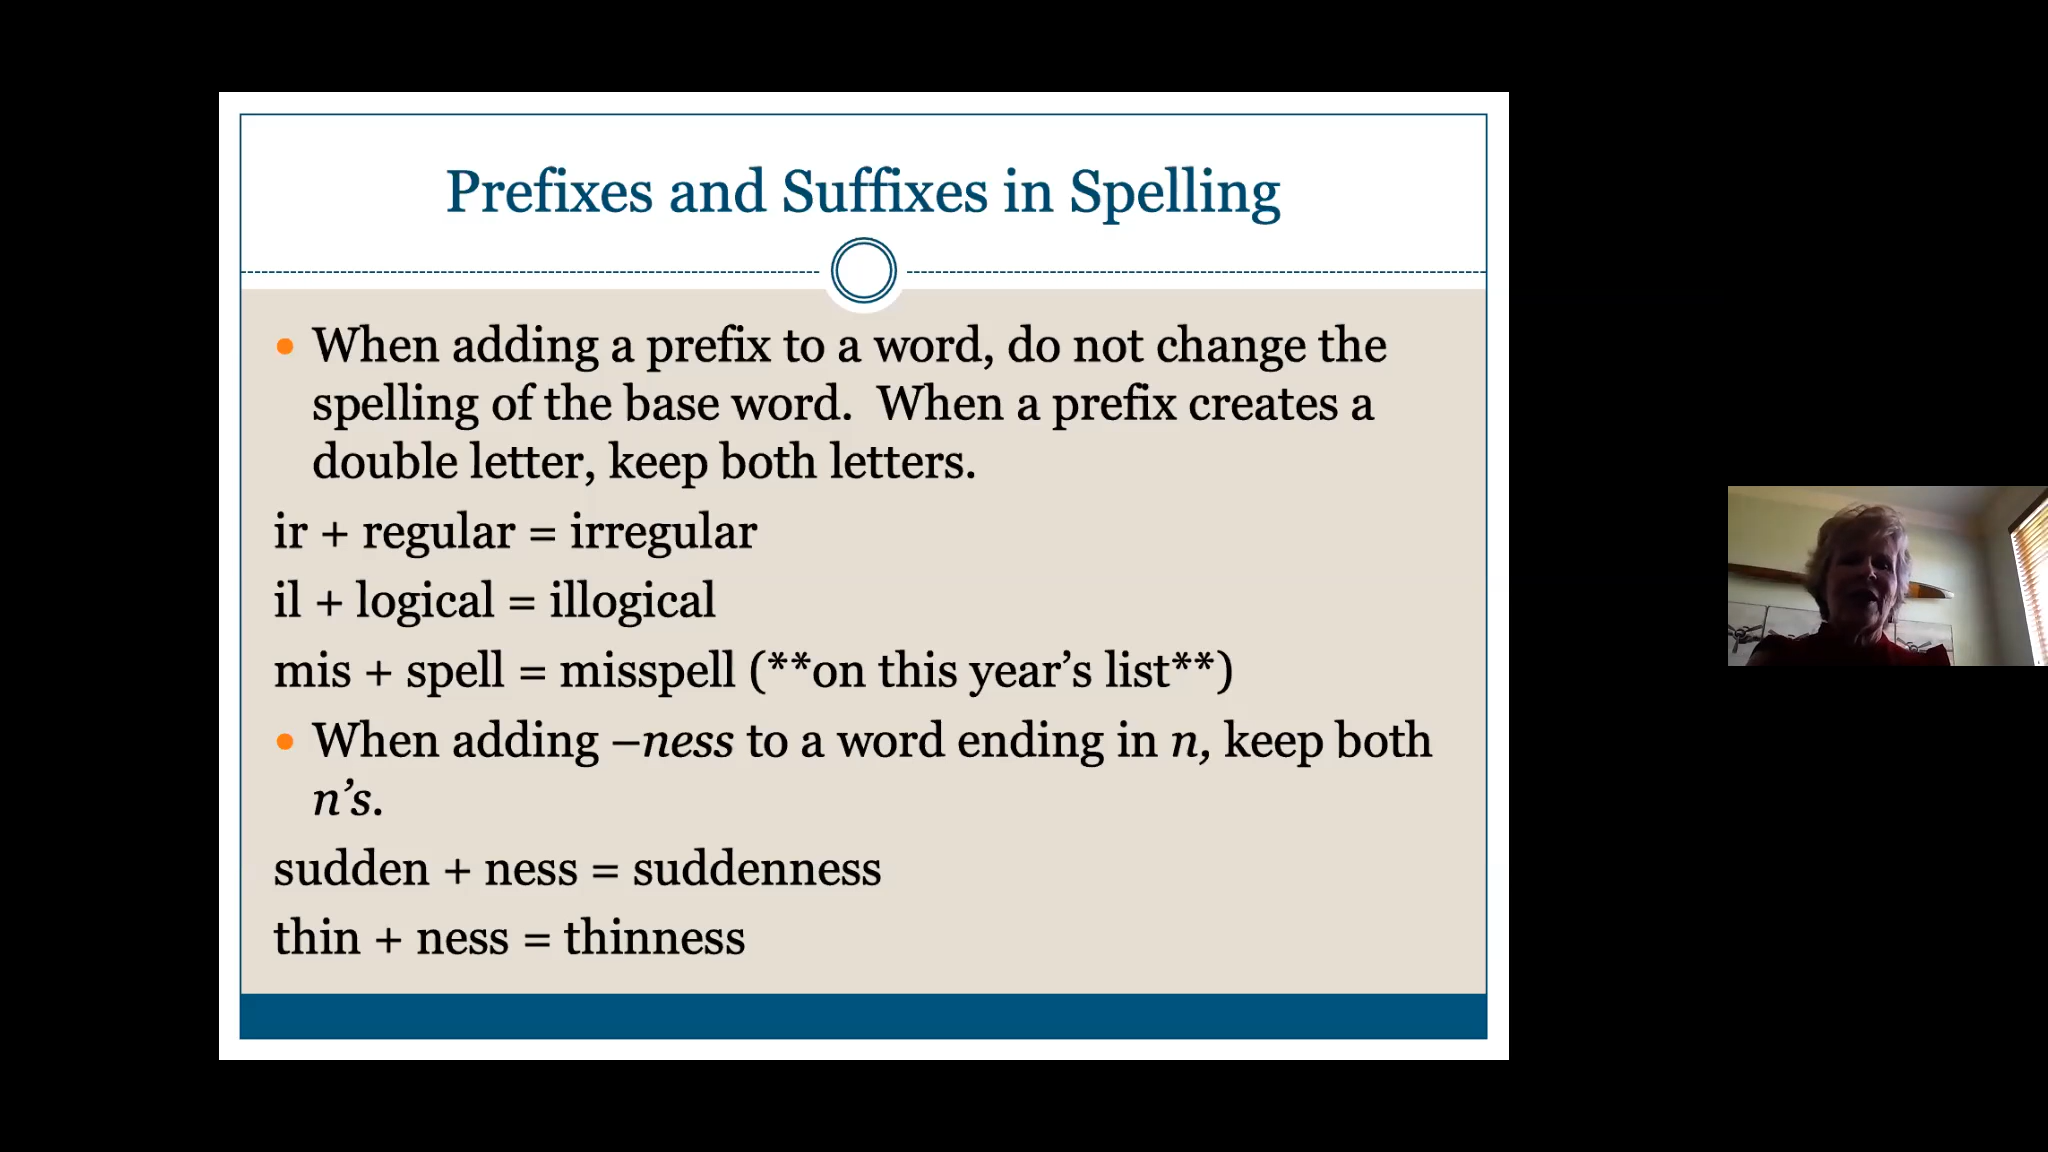 Prefixes and Suffixes in Spelling
• When adding a prefix to a word, do not change the
spelling of the base word.  When a prefix creates a
double letter, keep both letters.
ir + regular = irregular
il + logical = illogical
mis + spell = misspell (**on this year’s list**)
• When adding –ness to a word ending in n, keep both
n’s.
sudden + ness = suddenness
thin + ness = thinness